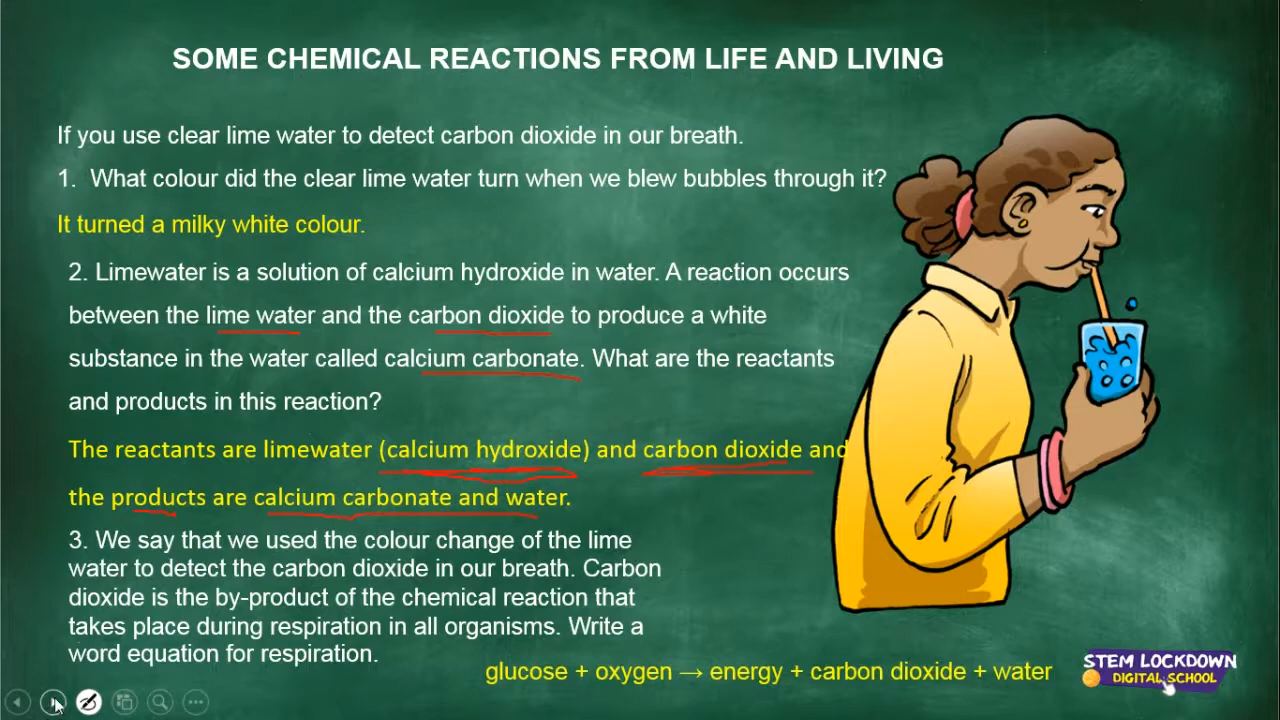 SOME CHEMICAL REACTIONS FROM LIFE AND LIVING
If you use clear lime water to detect carbon dioxide in our breath.
1. What colour did the clear lime water turn when we blew bubbles through it?
It turned a milky white colour.
2. Limewater is a solution of calcium hydroxide in water. A reaction occurs
between the lime water and the carbon dioxide to produce a white
substance in the water called calcium carbonate. What are the reactants
and products in this reaction?
The reactants are limewater (calcium hydroxide) and carbon dioxide and
the products are calcium carbonate and water.
3. We say that we used the colour change of the lime
water to detect the carbon dioxide in our breath. Carbon
dioxide is the by-product of the chemical reaction that
takes place during respiration in all organisms. Write a
word equation for respiration.
glucose + oxygen → energy + carbon dioxide + water
STEM LOCKDOWN
DIGITAL SCHOOL